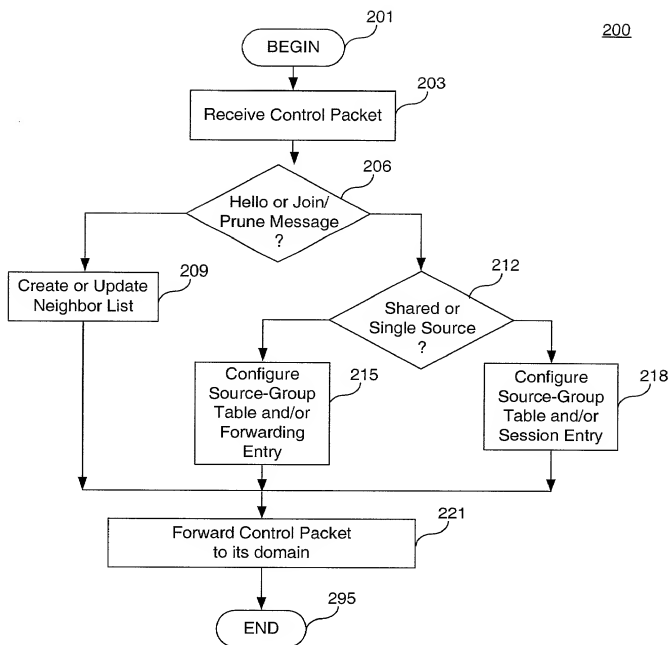 201
200
BEGIN
203
Receive Control Packet
206
Hello or Join/
Prune Message
?
209
Create or Update
Neighbor List
212
Shared or
Single Source
?
215
Configure
Source-Group
Table and/or
Forwarding
Entry
218
Configure
Source-Group
Table and/or
Session Entry
221
Forward Control Packet
to its domain
295
END